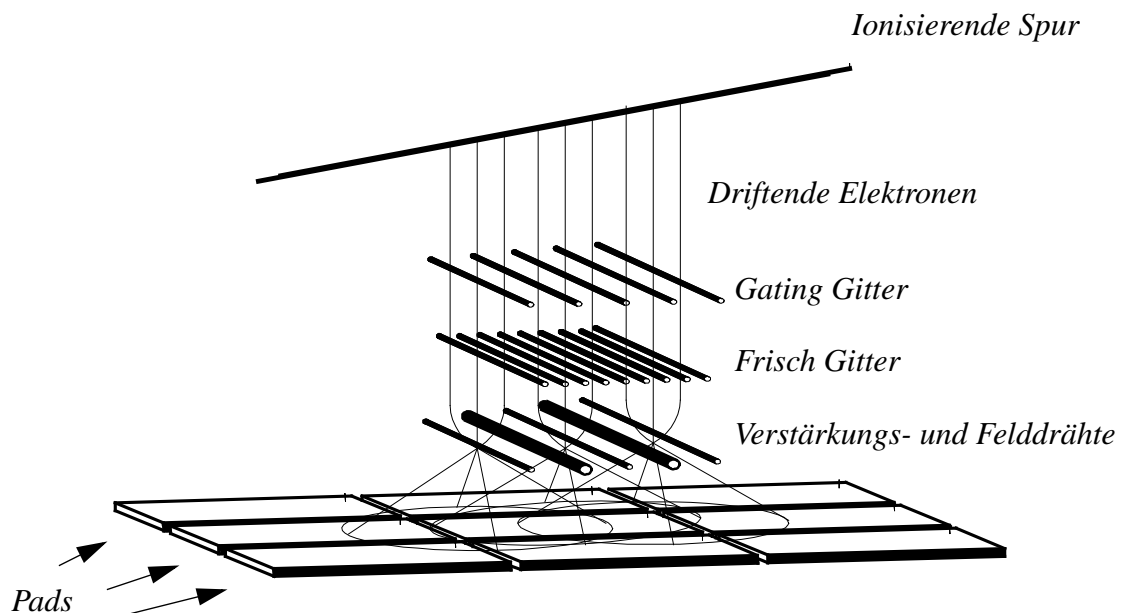 Ionisierende Spur
Driftende Elektronen
Gating Gitter
Frisch Gitter
Verstärkungs- und Felddrähte
Pads